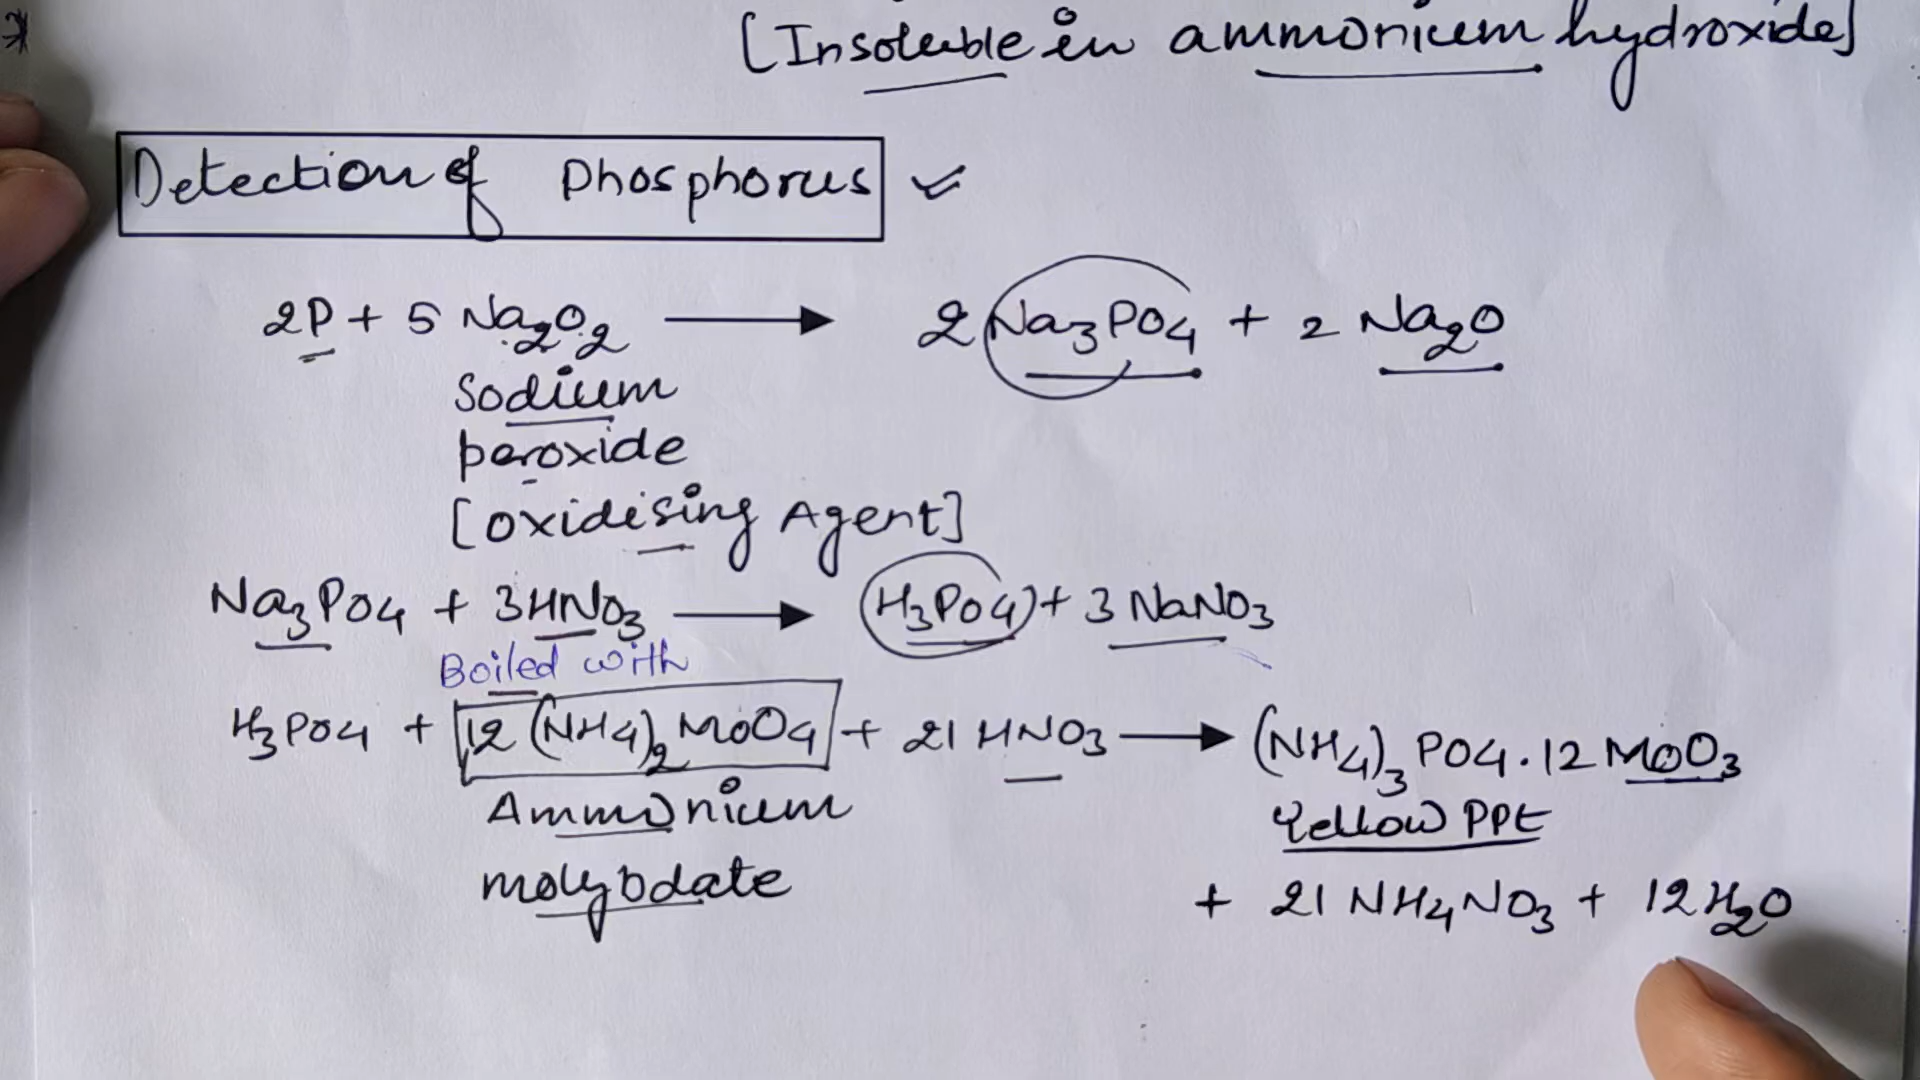 [Insoluble in ammonium hydroxide]
Detection of Phosphorus ✓
2P + 5 Na₂O₂ ⟶ 2 Na₃PO₄ + 2 Na₂O
Sodium
peroxide
[oxidising Agent]
Na₃PO₄ + 3HNO₃ ⟶ H₃PO₄ + 3 NaNO₃
Boiled with
H₃PO₄ + 12 (NH₄)₂ MoO₄ + 21 HNO₃ ⟶ (NH₄)₃ PO₄ . 12 MoO₃
Ammonium
molybdate
Yellow PPt
+ 21 NH₄NO₃ + 12 H₂O